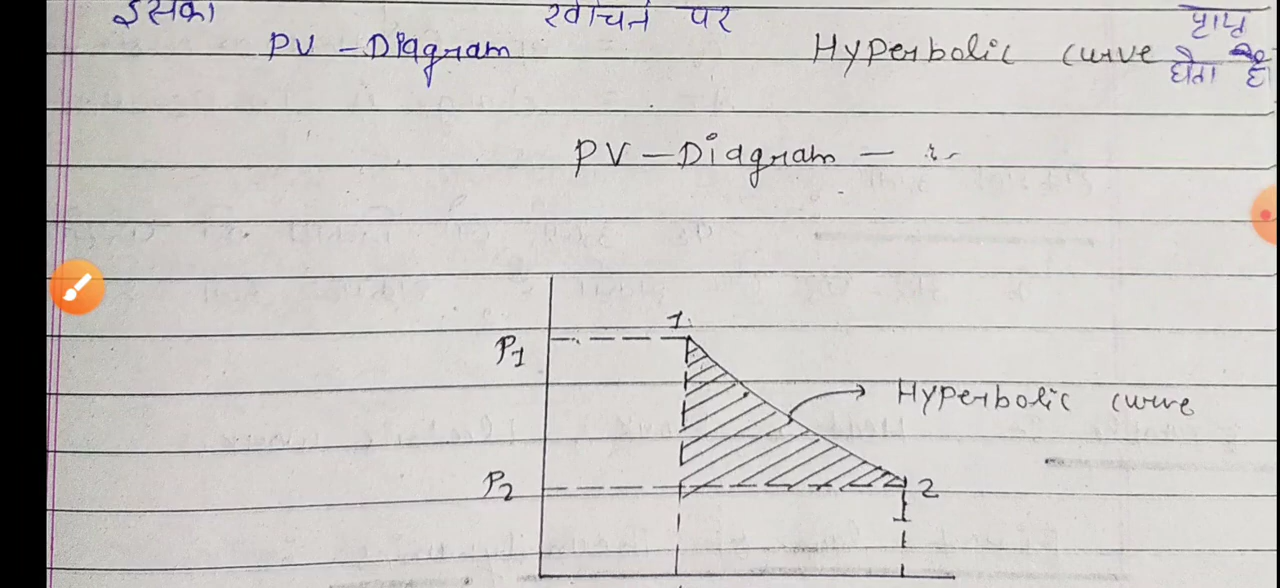 इसका PV - Diagram खींचने पर Hyperbolic curve प्राप्त होता है
PV - Diagram - :-
1
P1
Hyperbolic curve
P2
2